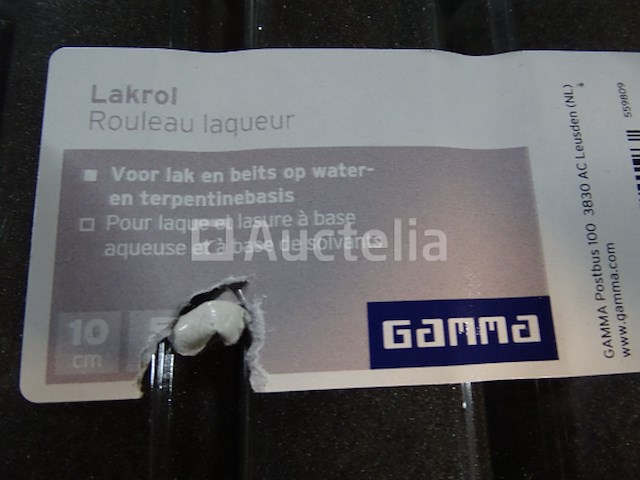 Lakrol
Rouleau laqueur
Voor lak en beits op water-
en terpentinebasis
Pour laque et lasure à base
aqueuse et à base de solvants
Auctelia
10
cm
GAMMA
GAMMA Postbus 100 3830 AC Leusden (NL)
www.gamma.com
559809